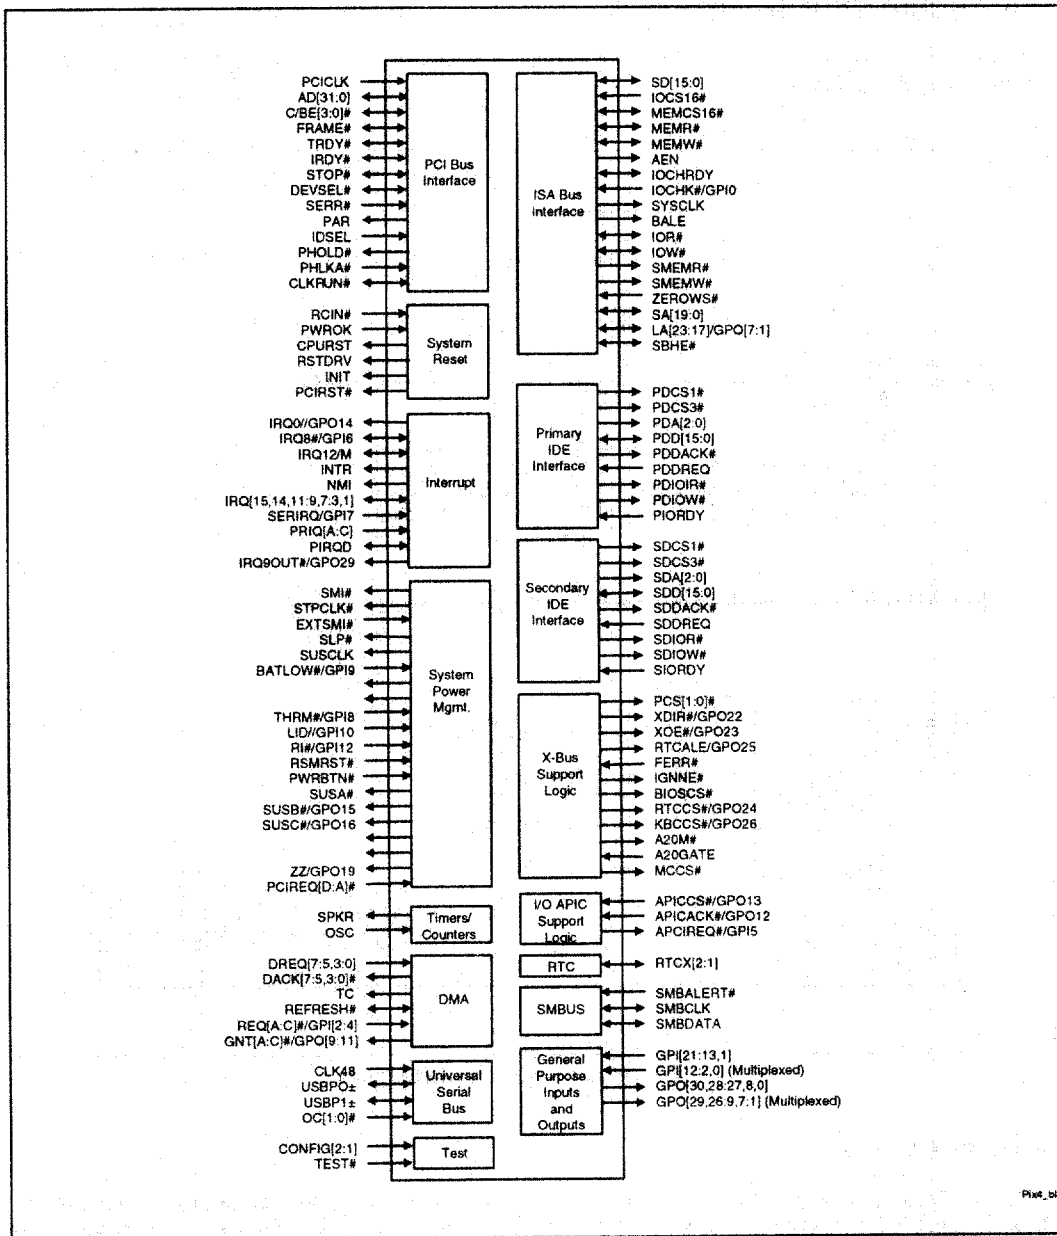 PCICLK
AD[31:0]
C/BE[3:0]#
FRAME#
TRDY#
IRDY#
STOP#
DEVSEL#
SERR#
PAR
IDSEL
PHOLD#
PHLKA#
CLKRUN#
PCI Bus
Interface
RCIN#
PWROK
CPURST
RSTDRV
INIT
PCIRST#
System
Reset
IRQ0//GPO14
IRQ8#/GPI6
IRQ12/M
INTR
NMI
IRQ[15,14,11:9,7:3,1]
SERIRQ/GPI7
PRIQ[A:C]
PIRQD
IRQ9OUT#/GPO29
Interrupt
SMI#
STPCLK#
EXTSMI#
SLP#
SUSCLK
BATLOW#/GPI9
THRM#/GPI8
LID//GPI10
RI#/GPI12
RSMRST#
PWRBTN#
SUSA#
SUSB#/GPO15
SUSC#/GPO16
ZZ/GPO19
PCIREQ[D:A]#
System
Power
Mgmt.
SPKR
OSC
Timers/
Counters
DREQ[7:5,3:0]
DACK[7:5,3:0]#
TC
REFRESH#
REQ[A:C]#/GPI[2:4]
GNT[A:C]#/GPO[9:11]
DMA
CLK48
USBPO±
USBP1±
OC[1:0]#
Universal
Serial
Bus
CONFIG[2:1]
TEST#
Test
ISA Bus
Interface
SD[15:0]
IOCS16#
MEMCS16#
MEMR#
MEMW#
AEN
IOCHRDY
IOCHK#/GPI0
SYSCLK
BALE
IOR#
IOW#
SMEMR#
SMEMW#
ZEROWS#
SA[19:0]
LA[23:17]/GPO[7:1]
SBHE#
Primary
IDE
Interface
PDCS1#
PDCS3#
PDA[2:0]
PDD[15:0]
PDDACK#
PDDREQ
PDIOIR#
PDIOW#
PIORDY
Secondary
IDE
Interface
SDCS1#
SDCS3#
SDA[2:0]
SDD[15:0]
SDDACK#
SDDREQ
SDIOR#
SDIOW#
SIORDY
X-Bus
Support
Logic
PCS[1:0]#
XDIR#/GPO22
XOE#/GPO23
RTCALE/GPO25
FERR#
IGNNE#
BIOSCS#
RTCCS#/GPO24
KBCCS#/GPO26
A20M#
A20GATE
MCCS#
I/O APIC
Support
Logic
APICCS#/GPO13
APICACK#/GPO12
APCIREQ#/GPI5
RTC
RTCX[2:1]
SMBUS
SMBALERT#
SMBCLK
SMBDATA
General
Purpose
Inputs
and
Outputs
GPI[21:13,1]
GPI[12:2,0] (Multiplexed)
GPO[30,28:27,8,0]
GPO[29,26:9,7:1] (Multiplexed)